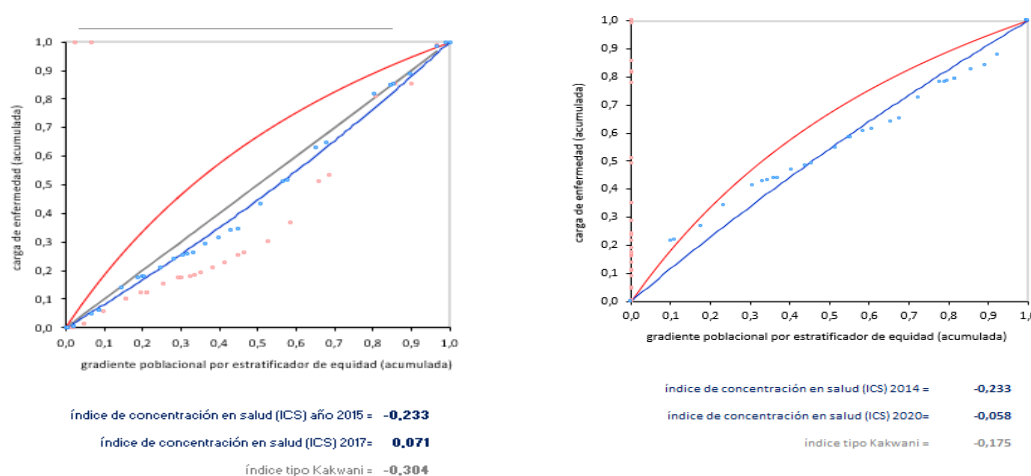 carga de enfermedad (acumulada)
1,0
0,9
0,8
0,7
0,6
0,5
0,4
0,3
0,2
0,1
0,0
0,0 0,1 0,2 0,3 0,4 0,5 0,6 0,7 0,8 0,9 1,0
gradiente poblacional por estratificador de equidad (acumulada)
índice de concentración en salud (ICS) año 2015 = -0,233
índice de concentración en salud (ICS) 2017= 0,071
índice tipo Kakwani = -0,304
carga de enfermedad (acumulada)
1,0
0,9
0,8
0,7
0,6
0,5
0,4
0,3
0,2
0,1
0,0
0,0 0,1 0,2 0,3 0,4 0,5 0,6 0,7 0,8 0,9 1,0
gradiente poblacional por estratificador de equidad (acumulada)
índice de concentración en salud (ICS) 2014 = -0,233
índice de concentración en salud (ICS) 2020= -0,058
índice tipo Kakwani = -0,175